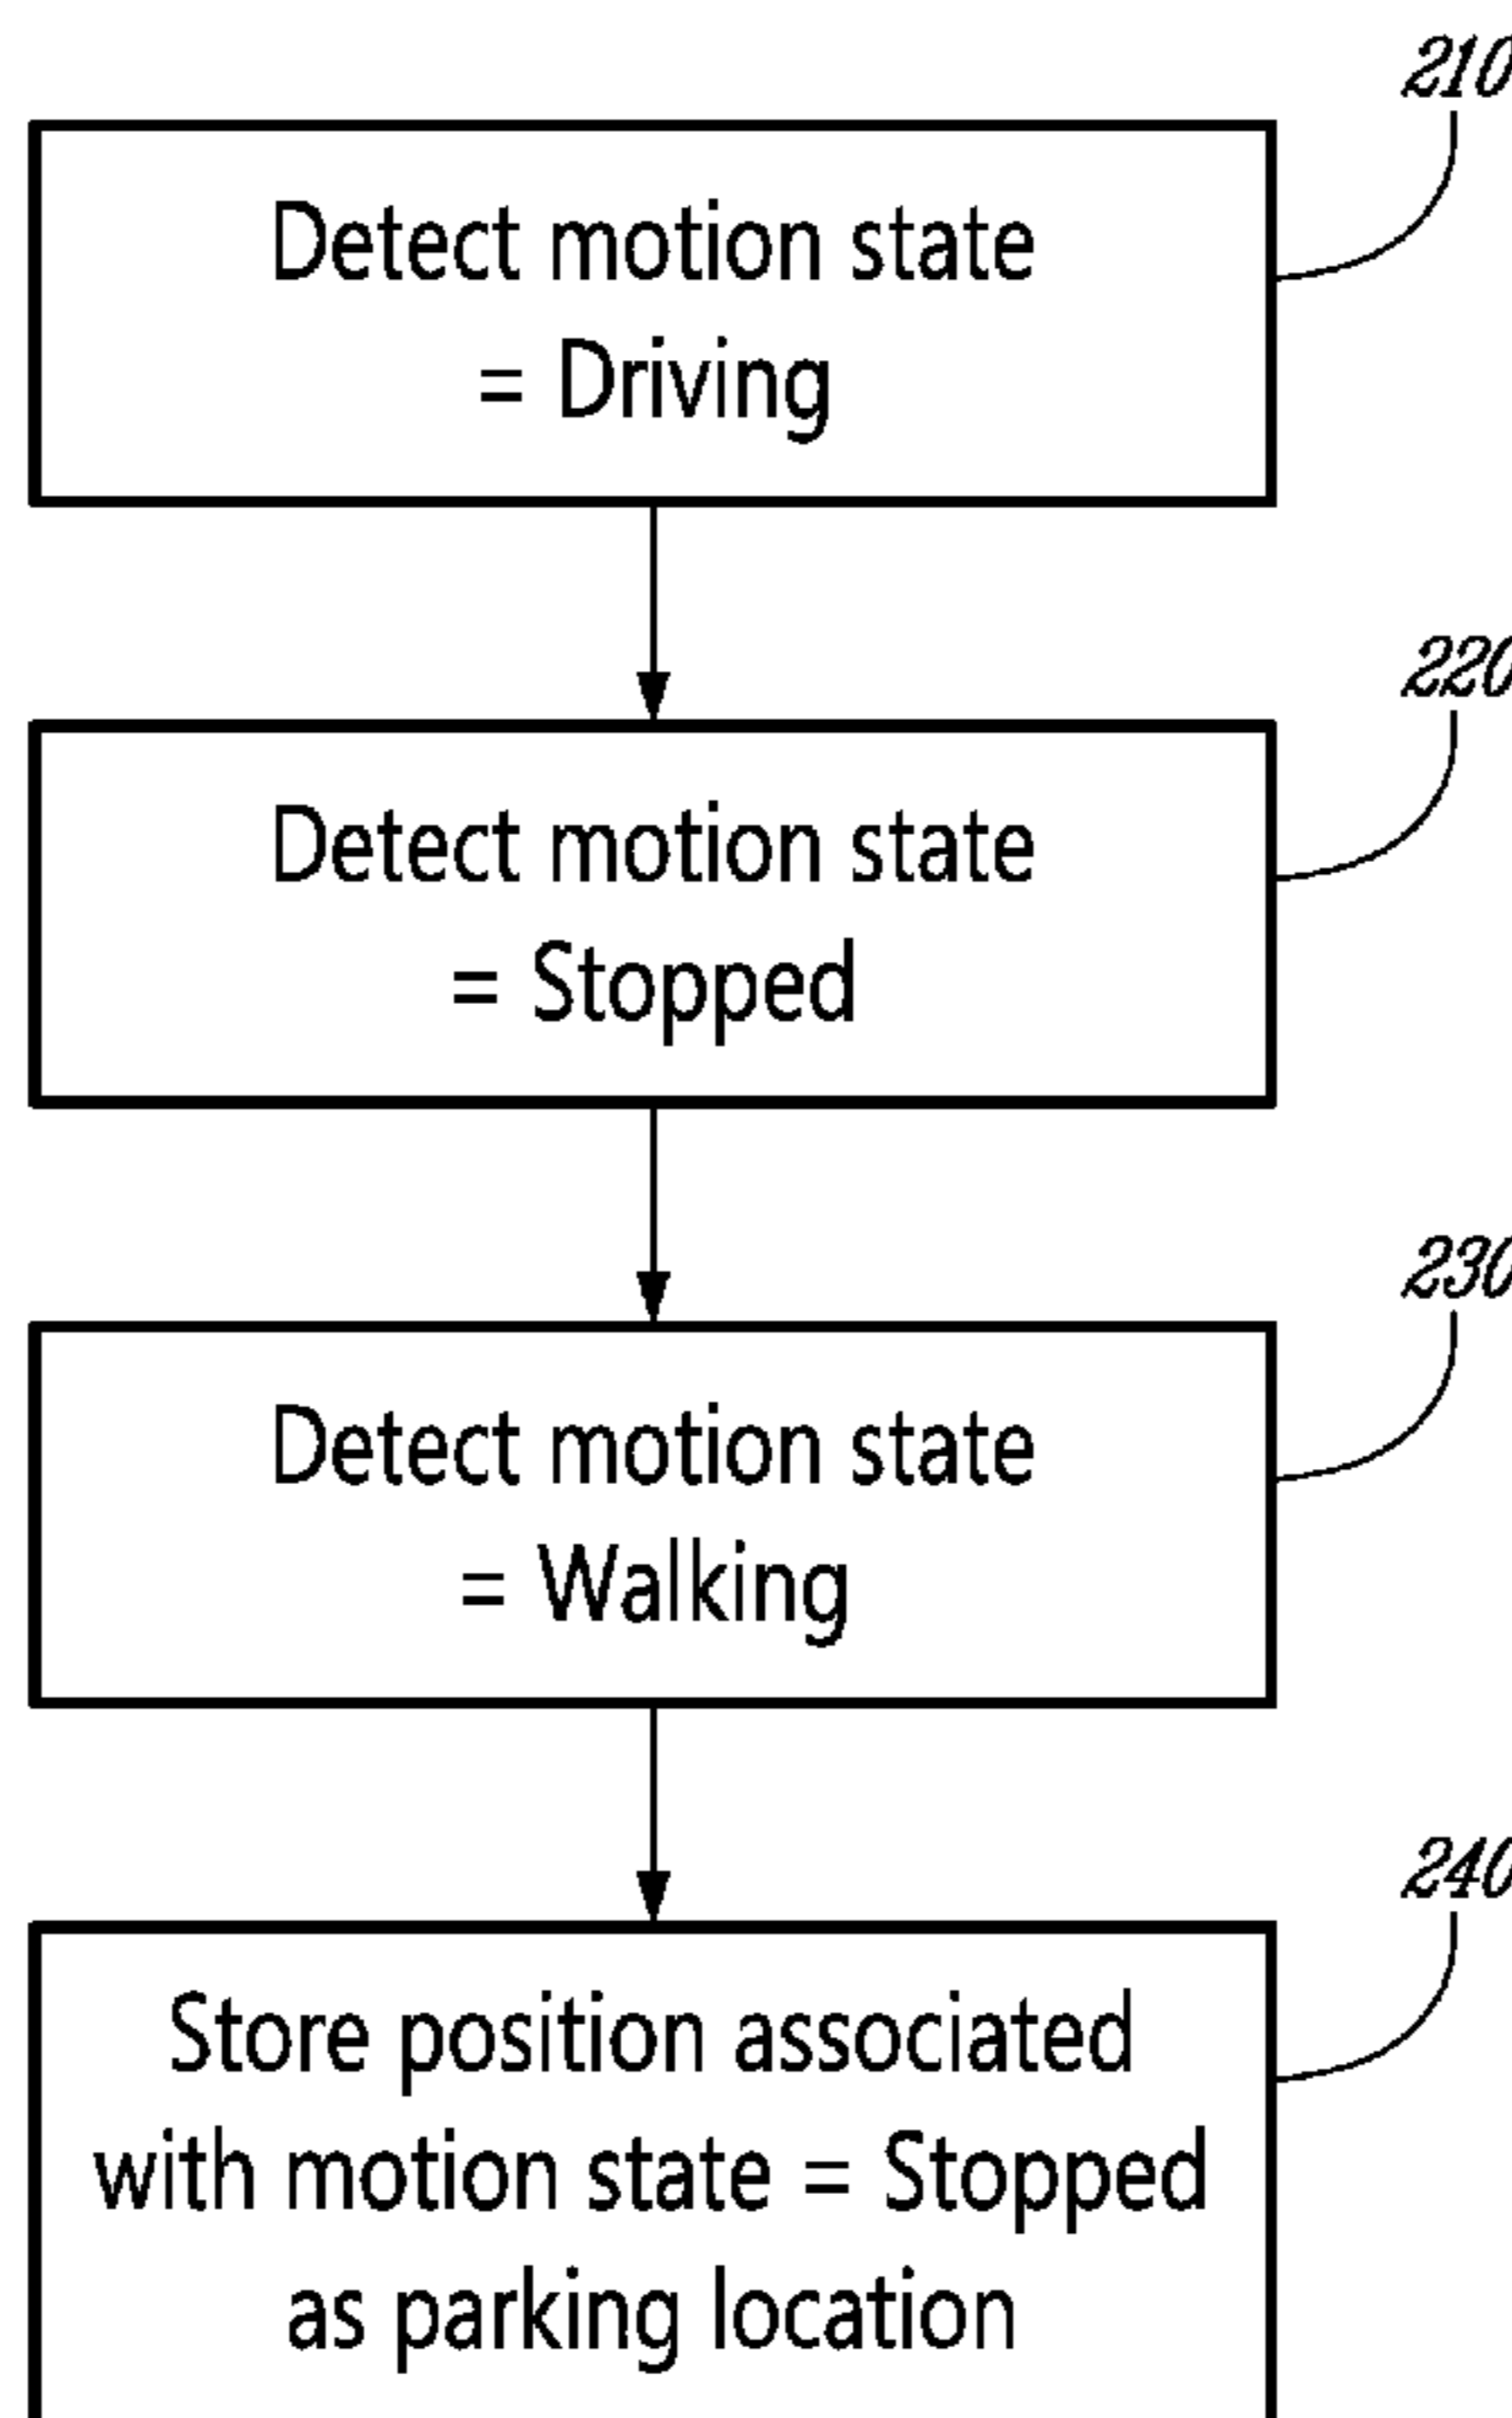 210
Detect motion state
= Driving
220
Detect motion state
= Stopped
230
Detect motion state
= Walking
240
Store position associated
with motion state = Stopped
as parking location